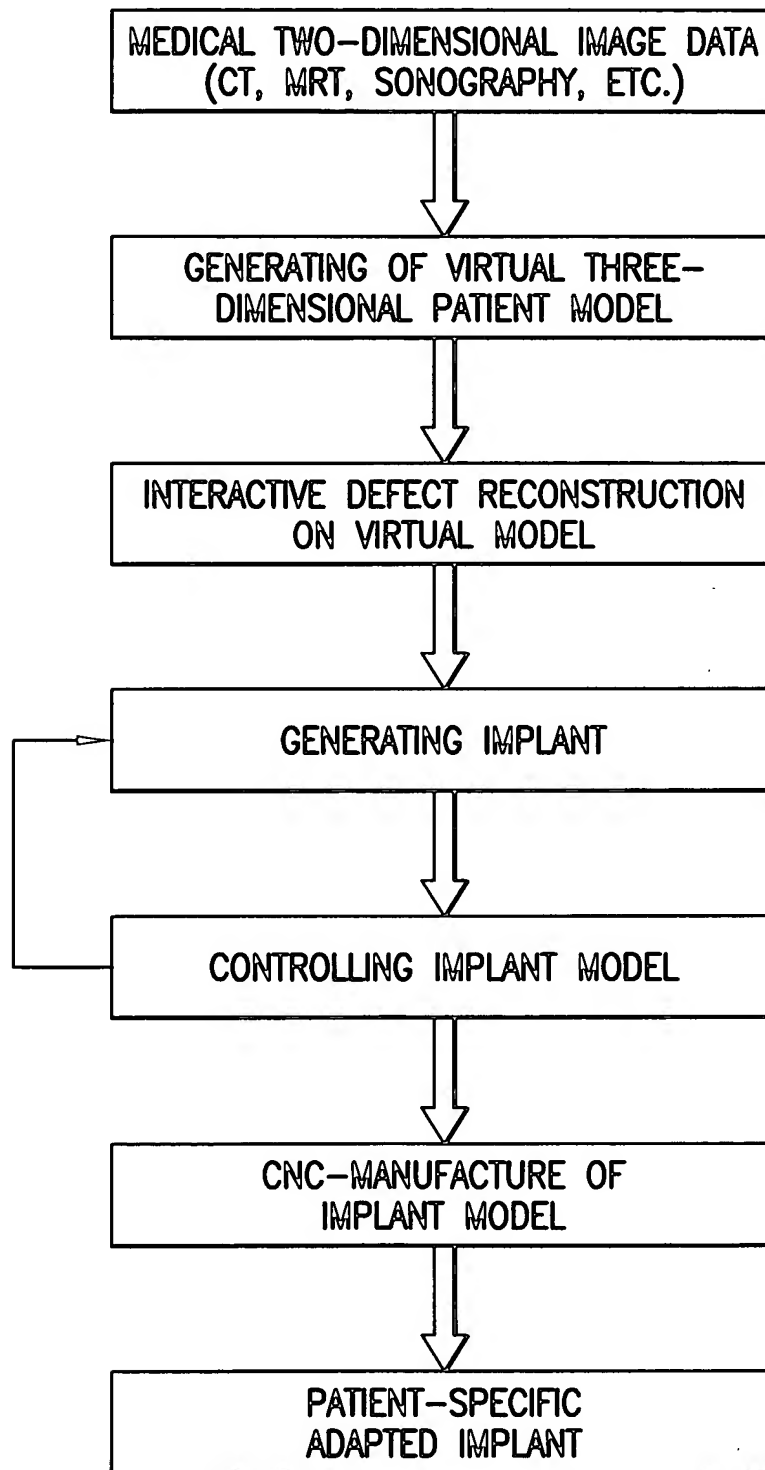 MEDICAL TWO-DIMENSIONAL IMAGE DATA
(CT, MRT, SONOGRAPHY, ETC.)
GENERATING OF VIRTUAL THREE-
DIMENSIONAL PATIENT MODEL
INTERACTIVE DEFECT RECONSTRUCTION
ON VIRTUAL MODEL
GENERATING IMPLANT
CONTROLLING IMPLANT MODEL
CNC-MANUFACTURE OF
IMPLANT MODEL
PATIENT-SPECIFIC
ADAPTED IMPLANT